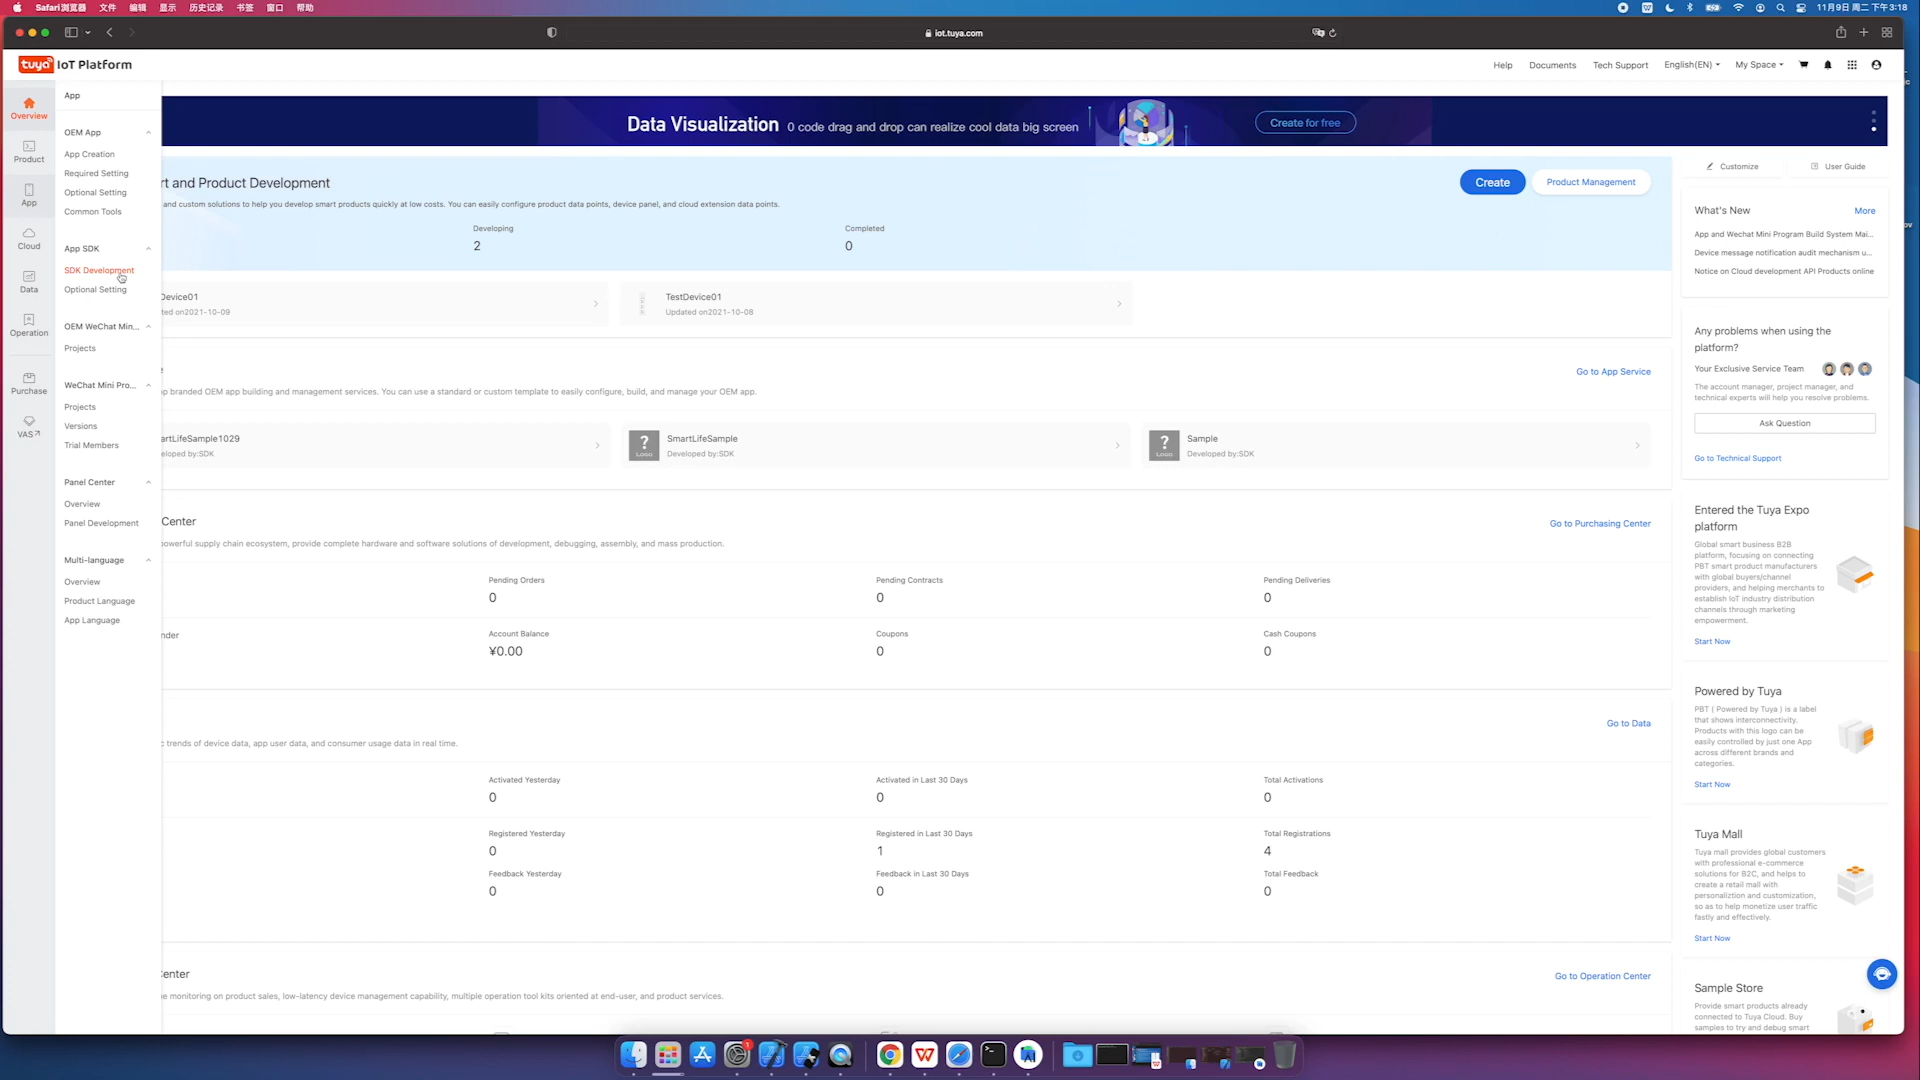 Safari浏览器 文件 编辑 显示 历史记录 书签 窗口 帮助
11月9日 周二 下午3:18
iot.tuya.com
tuya IoT Platform
Help Documents Tech Support English(EN) My Space
App
Overview
Product
App
Cloud
Data
Operation
Purchase
VAS
OEM App
App Creation
Required Setting
Optional Setting
Common Tools
App SDK
SDK Development
Optional Setting
OEM WeChat Min...
Projects
WeChat Mini Pro...
Projects
Versions
Trial Members
Panel Center
Overview
Panel Development
Multi-language
Overview
Product Language
App Language
Data Visualization 0 code drag and drop can realize cool data big screen
Create for free
rt and Product Development
Create
Product Management
and custom solutions to help you develop smart products quickly at low costs. You can easily configure product data points, device panel, and cloud extension data points.
Developing
2
Completed
0
Device01
ted on2021-10-09
TestDevice01
Updated on2021-10-08
e
Go to App Service
p branded OEM app building and management services. You can use a standard or custom template to easily configure, build, and manage your OEM app.
artLifeSample1029
eloped by:SDK
? LOGO
SmartLifeSample
Developed by:SDK
? LOGO
Sample
Developed by:SDK
Center
Go to Purchasing Center
powerful supply chain ecosystem, provide complete hardware and software solutions of development, debugging, assembly, and mass production.
Pending Orders
0
Pending Contracts
0
Pending Deliveries
0
nder
Account Balance
¥0.00
Coupons
0
Cash Coupons
0
Go to Data
c trends of device data, app user data, and consumer usage data in real time.
Activated Yesterday
0
Activated in Last 30 Days
0
Total Activations
0
Registered Yesterday
0
Registered in Last 30 Days
1
Total Registrations
4
Feedback Yesterday
0
Feedback in Last 30 Days
0
Total Feedback
0
Center
Go to Operation Center
e monitoring on product sales, low-latency device management capability, multiple operation tool kits oriented at end-user, and product services.
Customize
User Guide
What's New
More
App and Wechat Mini Program Build System Mai...
Device message notification audit mechanism u...
Notice on Cloud development API Products online
Any problems when using the
platform?
Your Exclusive Service Team
The account manager, project manager, and
technical experts will help you resolve problems.
Ask Question
Go to Technical Support
Entered the Tuya Expo
platform
Global smart business B2B
platform, focusing on connecting
PBT smart product manufacturers
with global buyers/channel
providers, and helping merchants to
establish IoT industry distribution
channels through marketing
empowerment.
Start Now
Powered by Tuya
PBT ( Powered by Tuya ) is a label
that shows interconnectivity.
Products with this logo can be
easily controlled by just one App
across different brands and
categories.
Start Now
Tuya Mall
Tuya mall provides global customers
with professional e-commerce
solutions for B2C, and helps to
create a retail mall with
personaliztion and customization,
so as to help monetize user traffic
fastly and effectively.
Start Now
Sample Store
Provide smart products already
connected to Tuya Cloud. Buy
samples to try and debug smart